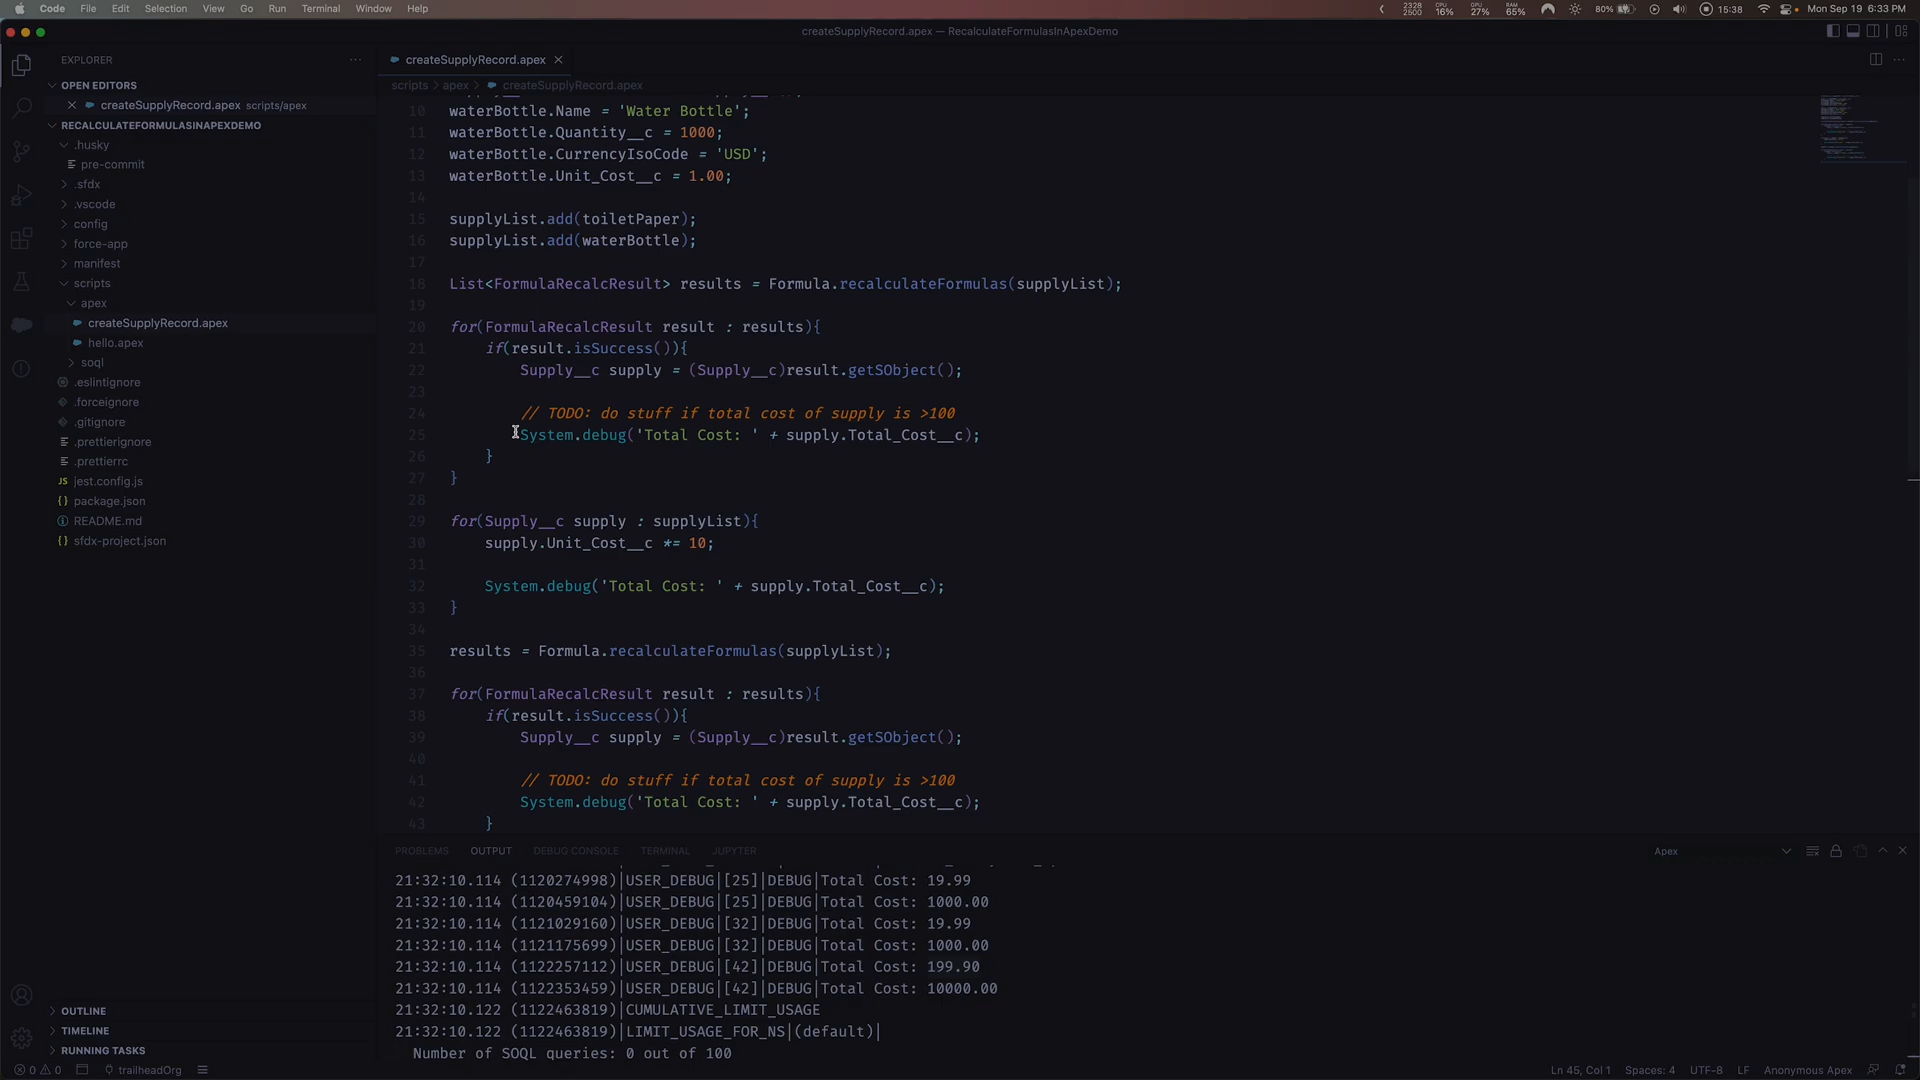 Code File Edit Selection View Go Run Terminal Window Help
2328 2500 CPU 16% GPU 27% RAM 65% 80% 15:38 Mon Sep 19 6:33 PM
createSupplyRecord.apex — RecalculateFormulasInApexDemo
EXPLORER
OPEN EDITORS
createSupplyRecord.apex scripts/apex
RECALCULATEFORMULASINAPEXDEMO
.husky
pre-commit
.sfdx
.vscode
config
force-app
manifest
scripts
apex
createSupplyRecord.apex
hello.apex
soql
.eslintignore
.forceignore
.gitignore
.prettierignore
.prettierrc
JS jest.config.js
{} package.json
README.md
{} sfdx-project.json
OUTLINE
TIMELINE
RUNNING TASKS
createSupplyRecord.apex
scripts > apex > createSupplyRecord.apex
10 waterBottle.Name = 'Water Bottle';
11 waterBottle.Quantity__c = 1000;
12 waterBottle.CurrencyIsoCode = 'USD';
13 waterBottle.Unit_Cost__c = 1.00;
14
15 supplyList.add(toiletPaper);
16 supplyList.add(waterBottle);
17
18 List<FormulaRecalcResult> results = Formula.recalculateFormulas(supplyList);
19
20 for(FormulaRecalcResult result : results){
21 if(result.isSuccess()){
22 Supply__c supply = (Supply__c)result.getSObject();
23
24 // TODO: do stuff if total cost of supply is >100
25 System.debug('Total Cost: ' + supply.Total_Cost__c);
26 }
27 }
28
29 for(Supply__c supply : supplyList){
30 supply.Unit_Cost__c *= 10;
31
32 System.debug('Total Cost: ' + supply.Total_Cost__c);
33 }
34
35 results = Formula.recalculateFormulas(supplyList);
36
37 for(FormulaRecalcResult result : results){
38 if(result.isSuccess()){
39 Supply__c supply = (Supply__c)result.getSObject();
40
41 // TODO: do stuff if total cost of supply is >100
42 System.debug('Total Cost: ' + supply.Total_Cost__c);
43 }
PROBLEMS OUTPUT DEBUG CONSOLE TERMINAL JUPYTER Apex
21:32:10.114 (1120274998)|USER_DEBUG|[25]|DEBUG|Total Cost: 19.99
21:32:10.114 (1120459104)|USER_DEBUG|[25]|DEBUG|Total Cost: 1000.00
21:32:10.114 (1121029160)|USER_DEBUG|[32]|DEBUG|Total Cost: 19.99
21:32:10.114 (1121175699)|USER_DEBUG|[32]|DEBUG|Total Cost: 1000.00
21:32:10.114 (1122257112)|USER_DEBUG|[42]|DEBUG|Total Cost: 199.90
21:32:10.114 (1122353459)|USER_DEBUG|[42]|DEBUG|Total Cost: 10000.00
21:32:10.122 (1122463819)|CUMULATIVE_LIMIT_USAGE
21:32:10.122 (1122463819)|LIMIT_USAGE_FOR_NS|(default)|
Number of SOQL queries: 0 out of 100
0 0 trailheadOrg Ln 45, Col 1 Spaces: 4 UTF-8 LF Anonymous Apex